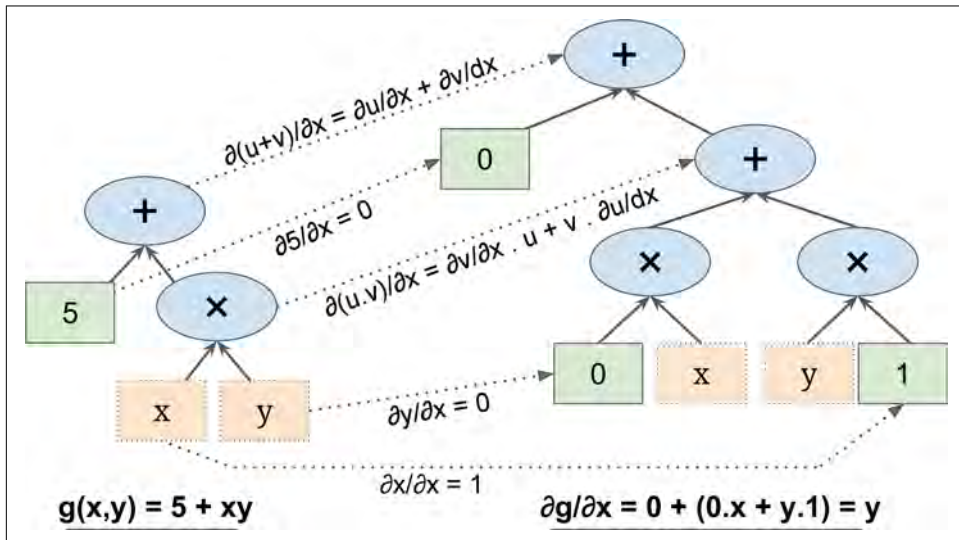 +
∂(u+v)/∂x = ∂u/∂x + ∂v/dx
0
+
+
∂5/∂x = 0
∂(u.v)/∂x = ∂v/∂x . u + v . ∂u/dx
×
×
5
×
0
x
y
1
x
y
∂y/∂x = 0
∂x/∂x = 1
g(x,y) = 5 + xy
∂g/∂x = 0 + (0.x + y.1) = y